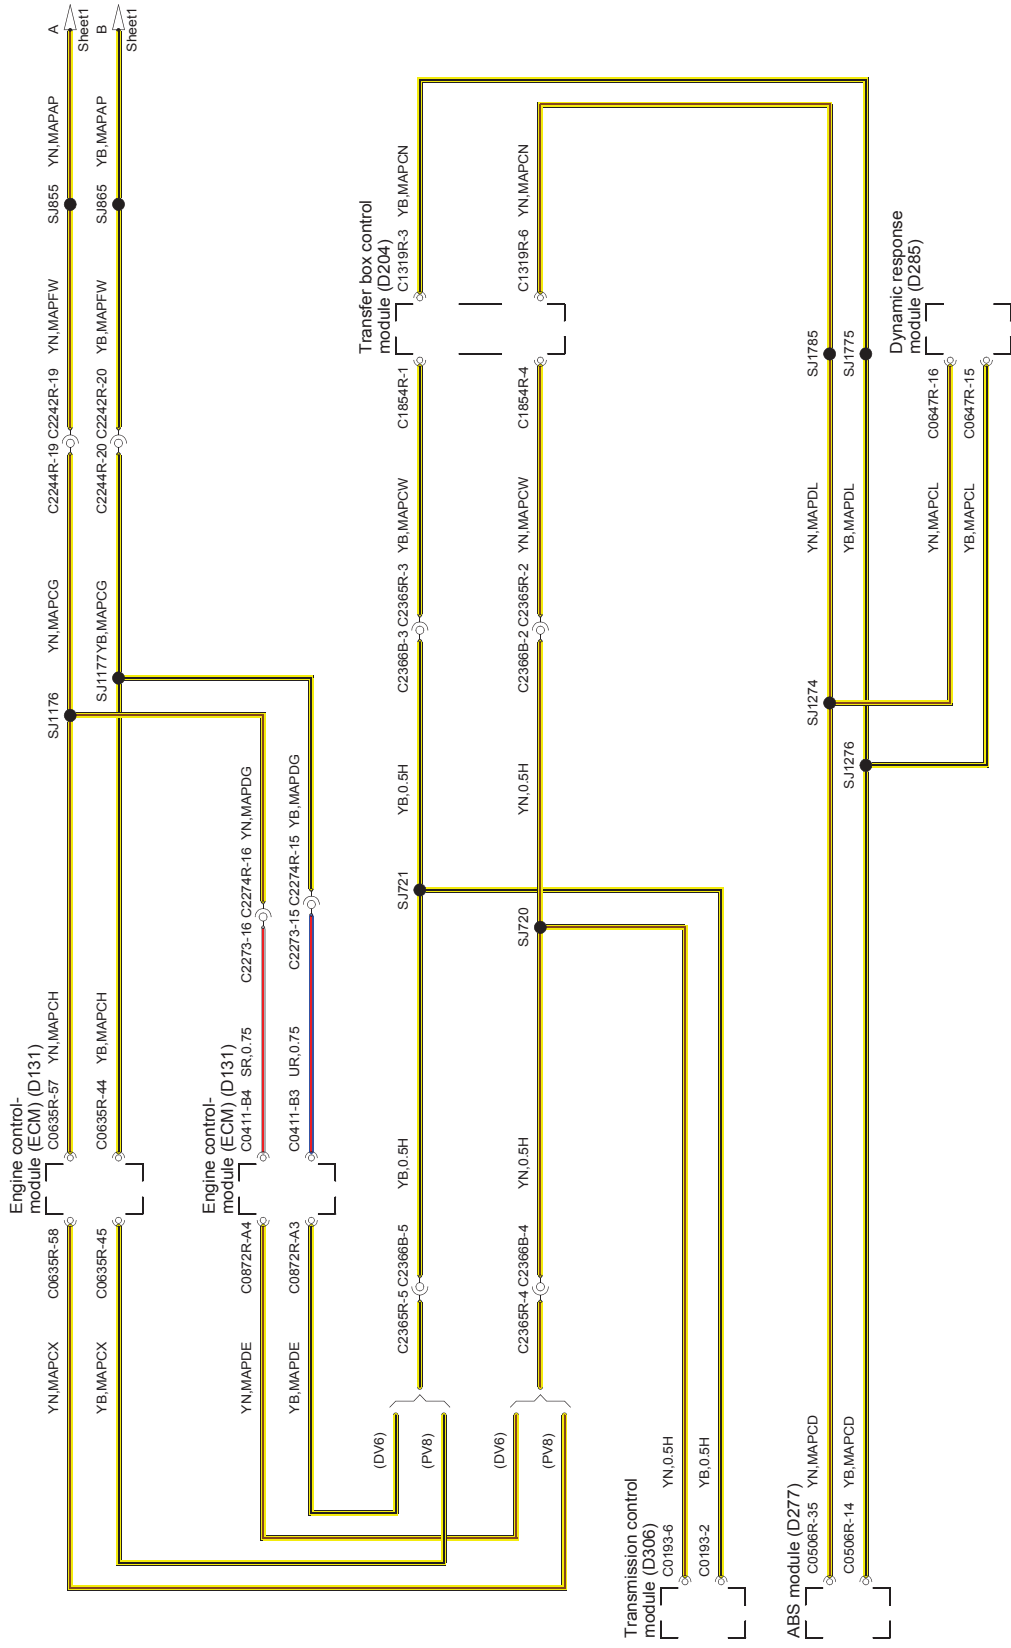 A
Sheet1
B
Sheet1
YN,MAPAP
YB,MAPAP
SJ855
SJ865
YN,MAPFW
YB,MAPFW
C2244R-19 C2242R-19
C2244R-20 C2242R-20
YN,MAPCG
SJ1177 YB,MAPCG
SJ1176
YN,MAPCH
YB,MAPCH
Engine control-
module (ECM) (D131)
C0635R-57
C0635R-44
C0635R-58
C0635R-45
YN,MAPCX
YB,MAPCX
Engine control-
module (ECM) (D131)
C0411-B4 SR,0.75
C2273-16 C2274R-16 YN,MAPDG
C0411-B3 UR,0.75
C2273-15 C2274R-15 YB,MAPDG
C0872R-A4
C0872R-A3
YN,MAPDE
YB,MAPDE
Transfer box control
module (D204)
C1319R-3 YB,MAPCN
C1319R-6 YN,MAPCN
C1854R-1
C1854R-4
C2366B-3 C2365R-3 YB,MAPCW
C2366B-2 C2365R-2 YN,MAPCW
YB,0.5H
YN,0.5H
SJ721
SJ720
YB,0.5H
YN,0.5H
C2365R-5 C2366B-5
C2365R-4 C2366B-4
(DV6)
(PV8)
(DV6)
(PV8)
Transmission control
module (D306)
C0193-6 YN,0.5H
C0193-2 YB,0.5H
ABS module (D277)
C0506R-35 YN,MAPCD
C0506R-14 YB,MAPCD
SJ1274
SJ1276
YN,MAPDL
YB,MAPDL
SJ1785
SJ1775
Dynamic response
module (D285)
C0647R-16
C0647R-15
YN,MAPCL
YB,MAPCL